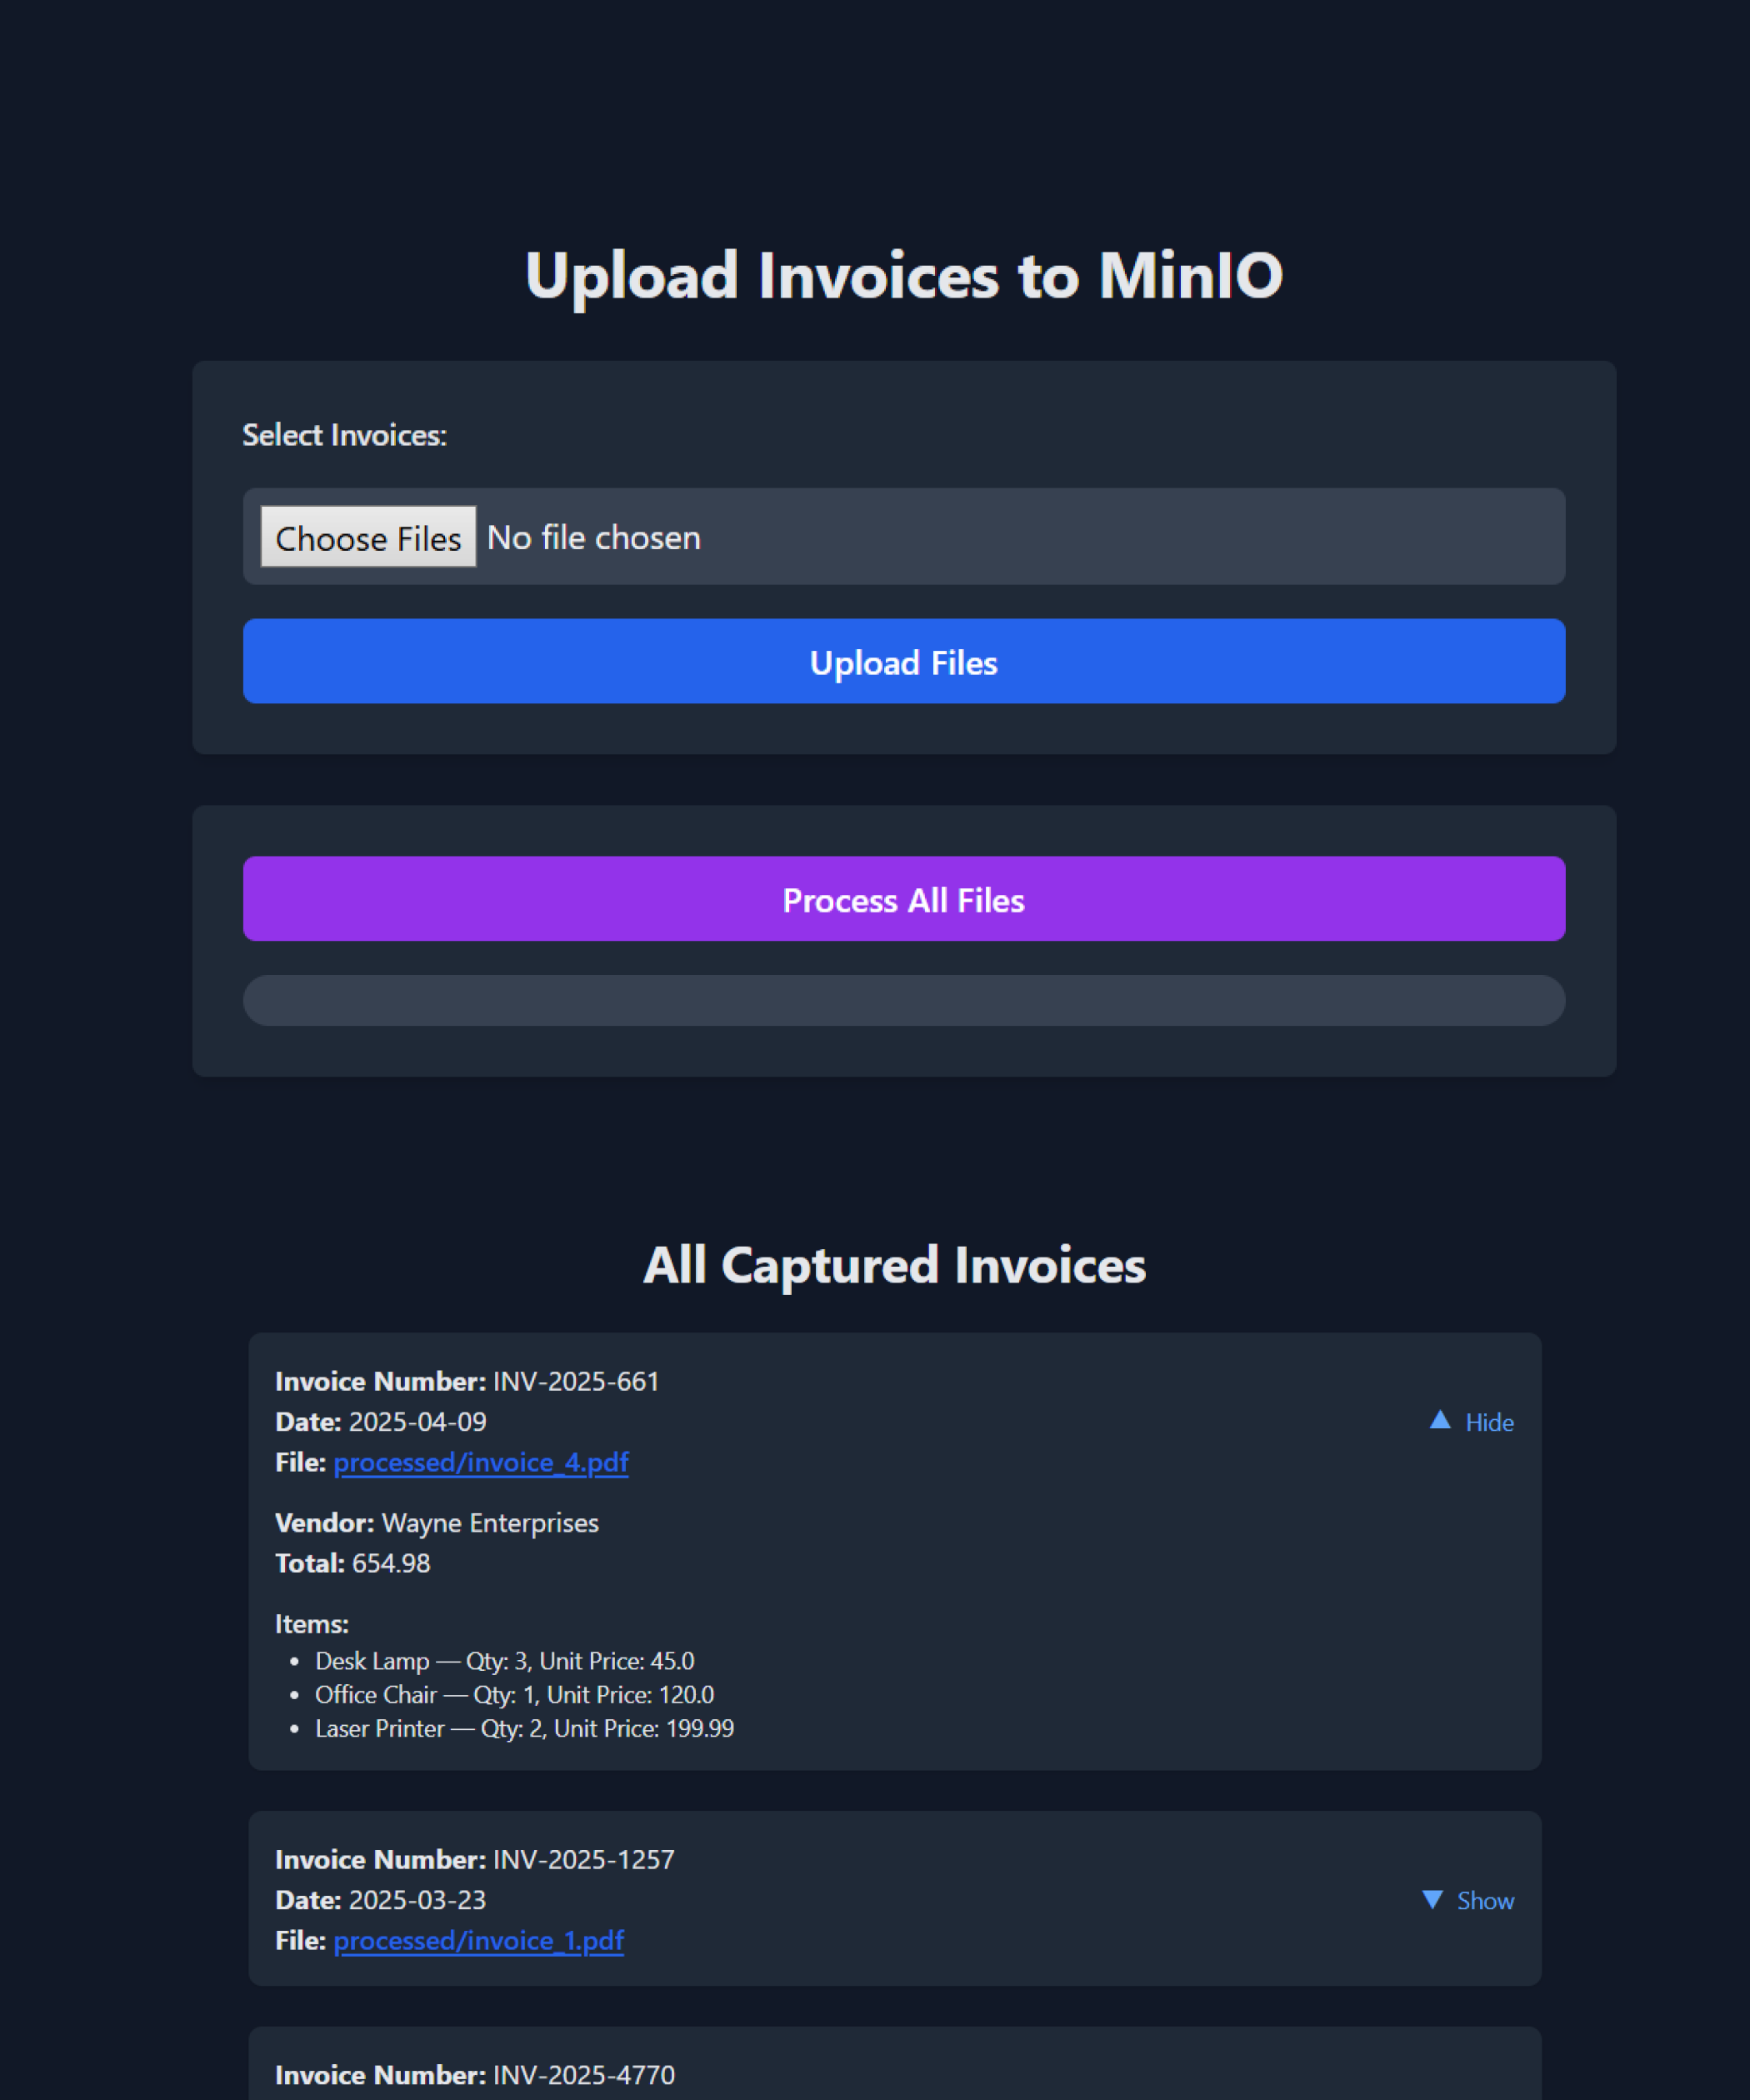 Upload Invoices to MinIO
Select Invoices:
Choose Files No file chosen
Upload Files
Process All Files
All Captured Invoices
Invoice Number: INV-2025-661
Date: 2025-04-09
▲ Hide
File: processed/invoice_4.pdf
Vendor: Wayne Enterprises
Total: 654.98
Items:
• Desk Lamp — Qty: 3, Unit Price: 45.0
• Office Chair — Qty: 1, Unit Price: 120.0
• Laser Printer — Qty: 2, Unit Price: 199.99
Invoice Number: INV-2025-1257
Date: 2025-03-23
▼ Show
File: processed/invoice_1.pdf
Invoice Number: INV-2025-4770